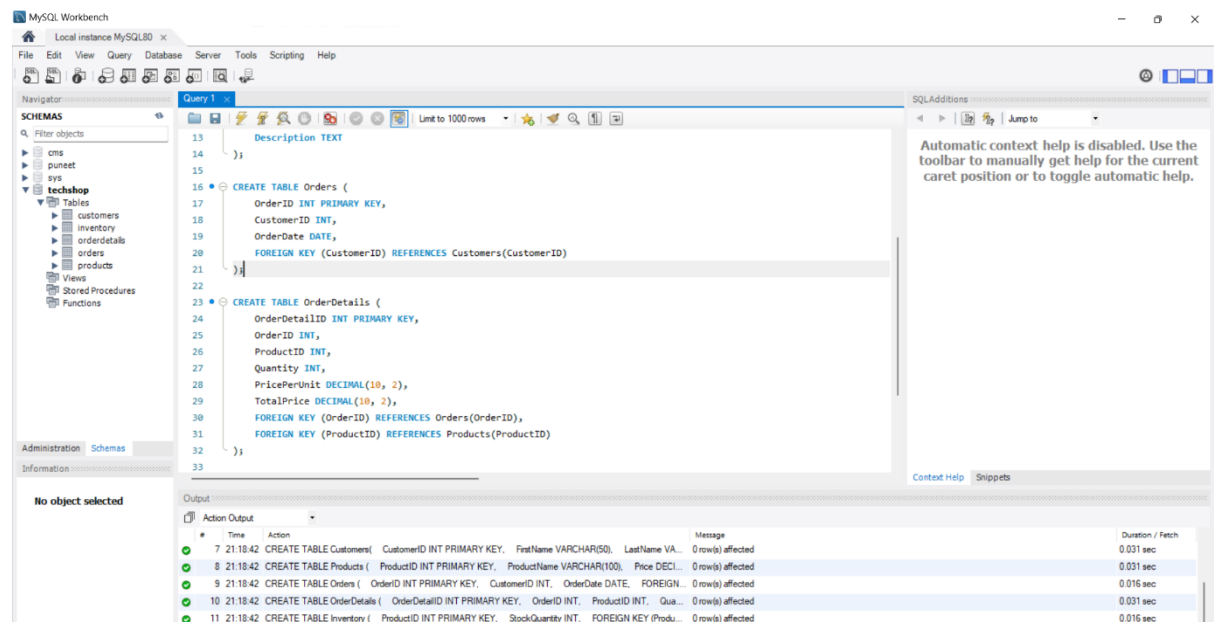 MySQL Workbench
Local instance MySQL80 ×
File Edit View Query Database Server Tools Scripting Help
Navigator
SCHEMAS
Filter objects
cms
puneet
sys
techshop
Tables
customers
inventory
orderdetails
orders
products
Views
Stored Procedures
Functions
Administration Schemas
Information
No object selected
Query 1 ×
Limit to 1000 rows
13 Description TEXT
14 );
15
16 CREATE TABLE Orders (
17 OrderID INT PRIMARY KEY,
18 CustomerID INT,
19 OrderDate DATE,
20 FOREIGN KEY (CustomerID) REFERENCES Customers(CustomerID)
21 );
22
23 CREATE TABLE OrderDetails (
24 OrderDetailID INT PRIMARY KEY,
25 OrderID INT,
26 ProductID INT,
27 Quantity INT,
28 PricePerUnit DECIMAL(10, 2),
29 TotalPrice DECIMAL(10, 2),
30 FOREIGN KEY (OrderID) REFERENCES Orders(OrderID),
31 FOREIGN KEY (ProductID) REFERENCES Products(ProductID)
32 );
33
SQLAdditions
Jump to
Automatic context help is disabled. Use the
toolbar to manually get help for the current
caret position or to toggle automatic help.
Context Help Snippets
Output
Action Output
# Time Action Message Duration / Fetch
7 21:18:42 CREATE TABLE Customers( CustomerID INT PRIMARY KEY, FirstName VARCHAR(50), LastName VA... 0 row(s) affected 0.031 sec
8 21:18:42 CREATE TABLE Products ( ProductID INT PRIMARY KEY, ProductName VARCHAR(100), Price DECI... 0 row(s) affected 0.031 sec
9 21:18:42 CREATE TABLE Orders ( OrderID INT PRIMARY KEY, CustomerID INT, OrderDate DATE, FOREIGN... 0 row(s) affected 0.016 sec
10 21:18:42 CREATE TABLE OrderDetails ( OrderDetailID INT PRIMARY KEY, OrderID INT, ProductID INT, Qua... 0 row(s) affected 0.031 sec
11 21:18:42 CREATE TABLE Inventory ( ProductID INT PRIMARY KEY, StockQuantity INT, FOREIGN KEY (Produ... 0 row(s) affected 0.016 sec